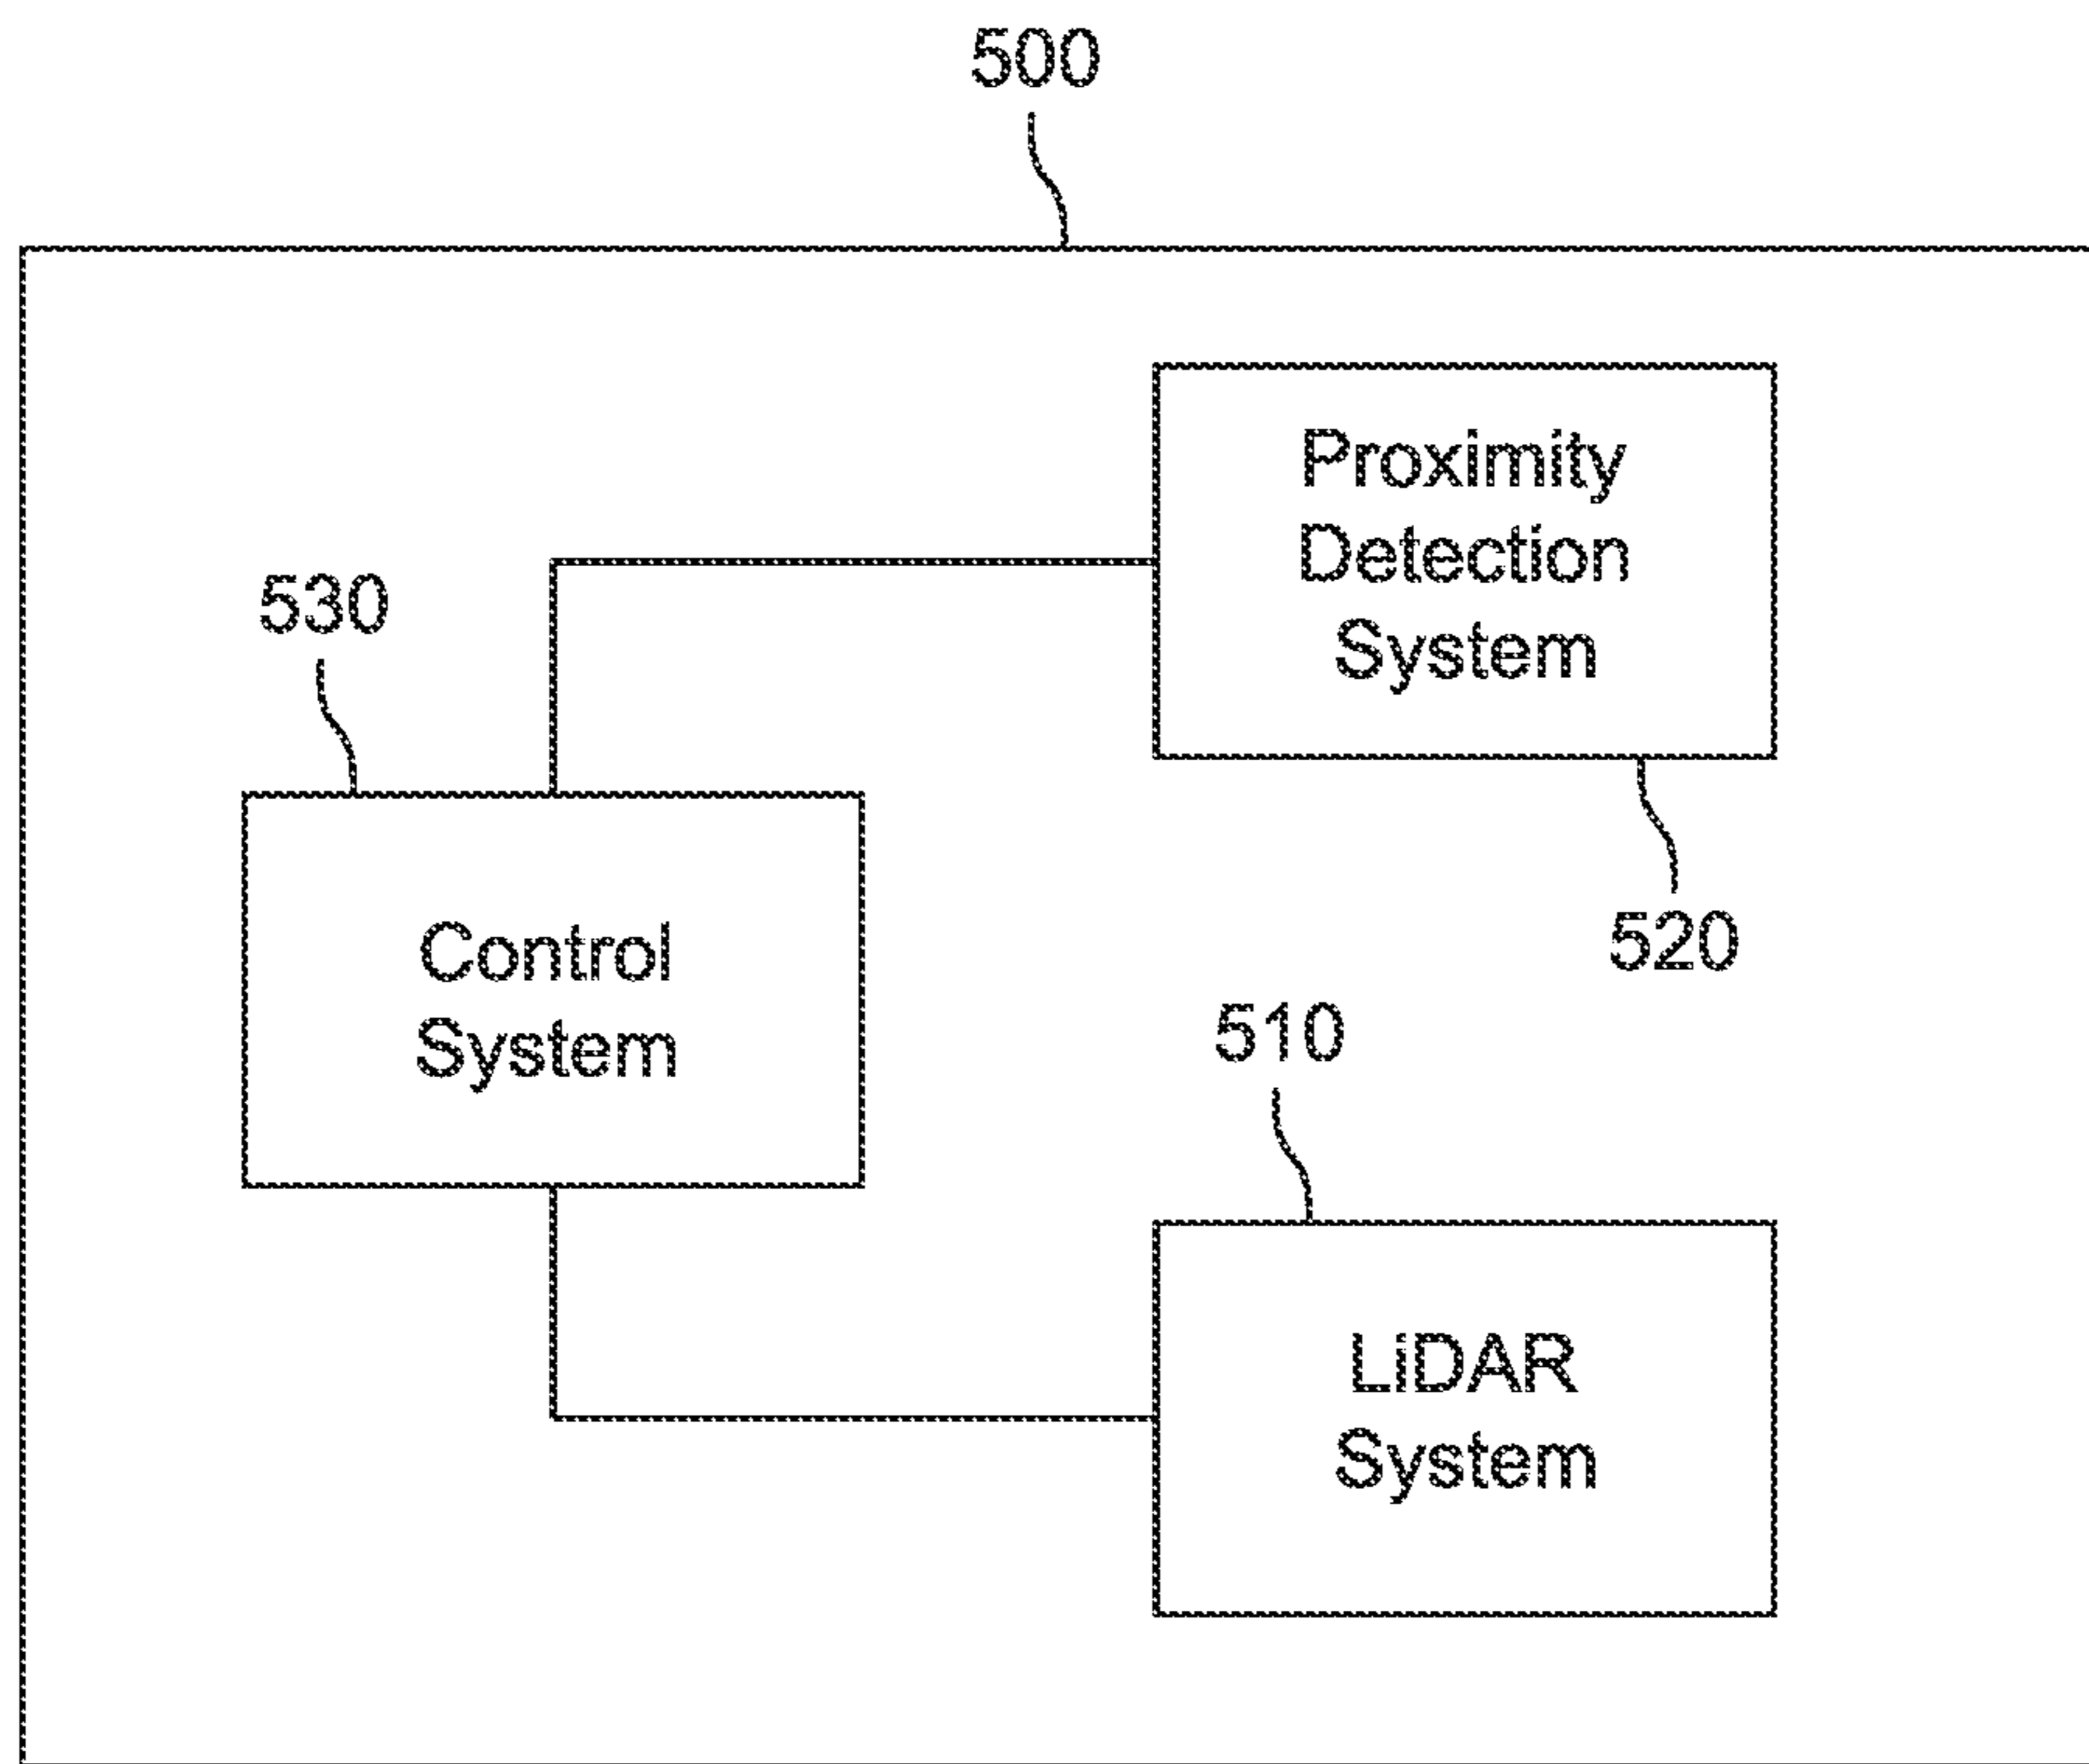 500
Proximity
Detection
System
530
520
Control
System
510
LiDAR
System